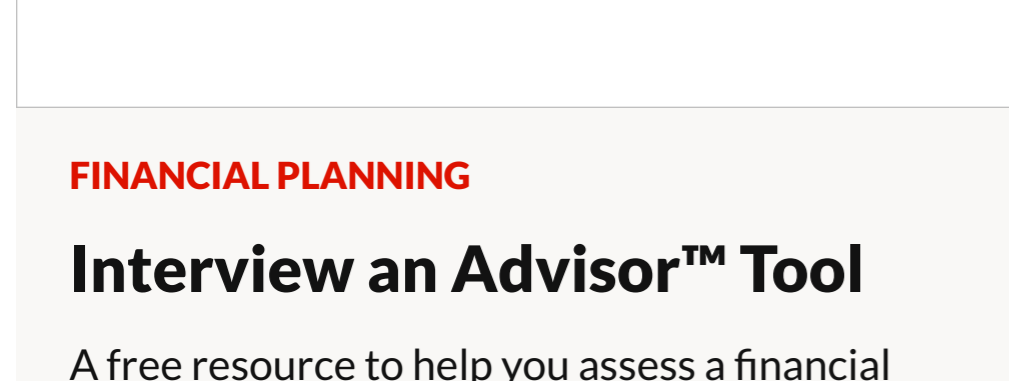 FINANCIAL PLANNING
Interview an Advisor™ Tool
A free resource to help you assess a financial